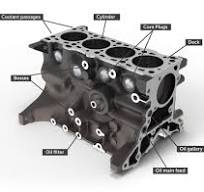 Coolant passages
Cylinder
Core Plugs
Deck
Bosses
Oil filter
Oil gallery
Oil main feed